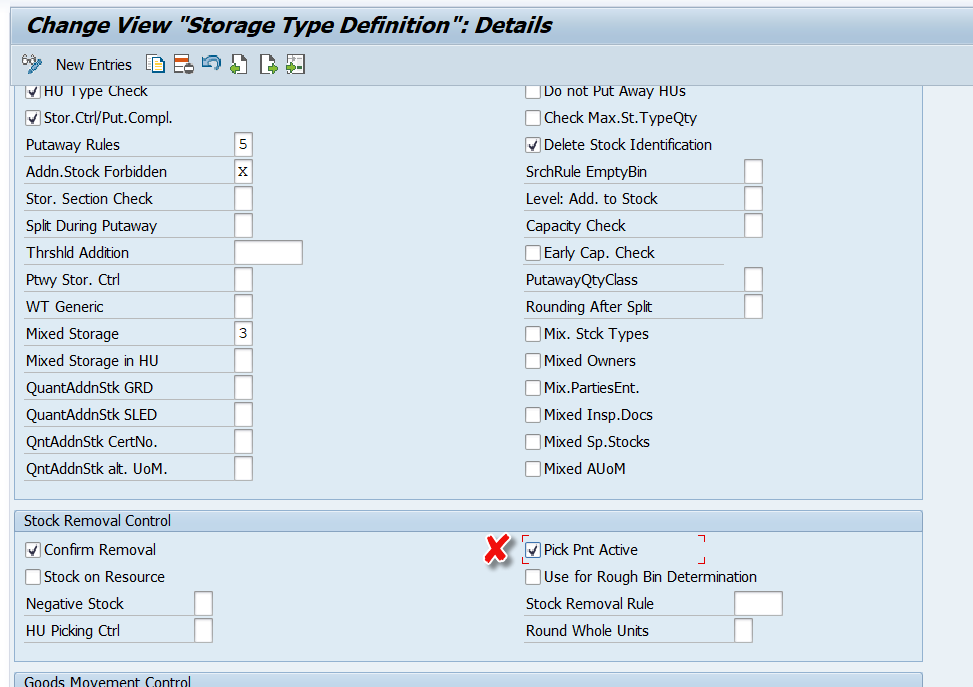 Change View "Storage Type Definition": Details
New Entries
HU Type Check
Do not Put Away HUs
Stor.Ctrl/Put.Compl.
Check Max.St.TypeQty
Putaway Rules 5
Delete Stock Identification
Addn.Stock Forbidden X
SrchRule EmptyBin
Stor. Section Check
Level: Add. to Stock
Split During Putaway
Capacity Check
Thrshld Addition
Early Cap. Check
Ptwy Stor. Ctrl
PutawayQtyClass
WT Generic
Rounding After Split
Mixed Storage 3
Mix. Stck Types
Mixed Storage in HU
Mixed Owners
QuantAddnStk GRD
Mix.PartiesEnt.
QuantAddnStk SLED
Mixed Insp.Docs
QntAddnStk CertNo.
Mixed Sp.Stocks
QntAddnStk alt. UoM.
Mixed AUoM
Stock Removal Control
Confirm Removal
Pick Pnt Active
Stock on Resource
Use for Rough Bin Determination
Negative Stock
Stock Removal Rule
HU Picking Ctrl
Round Whole Units
Goods Movement Control